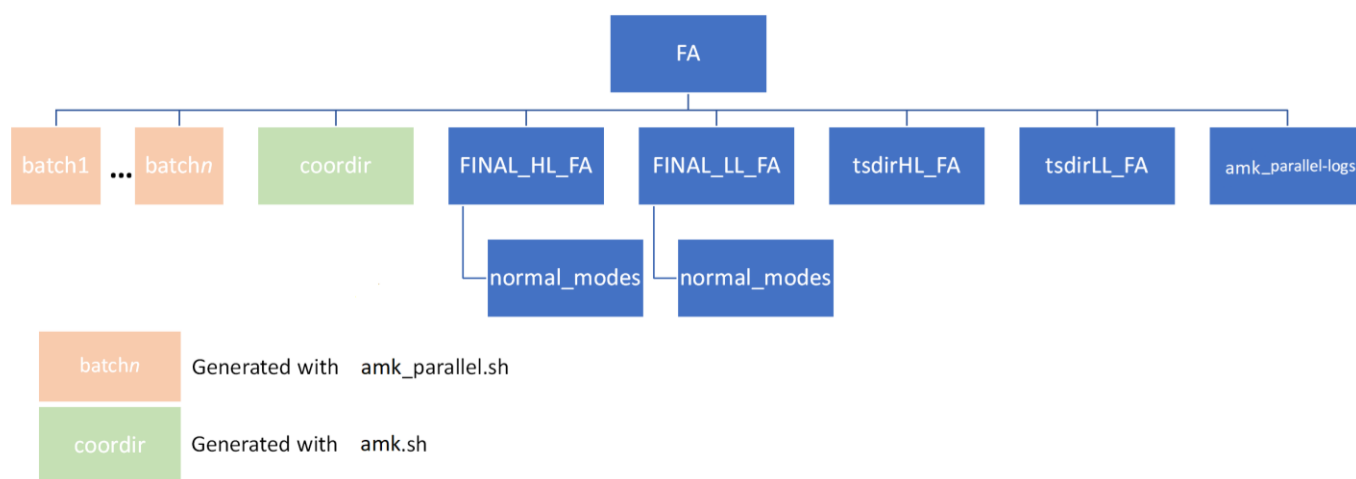 FA
batch1 ... batchn coordir FINAL_HL_FA FINAL_LL_FA tsdirHL_FA tsdirLL_FA amk_parallel-logs
normal_modes normal_modes
batchn Generated with amk_parallel.sh
coordir Generated with amk.sh